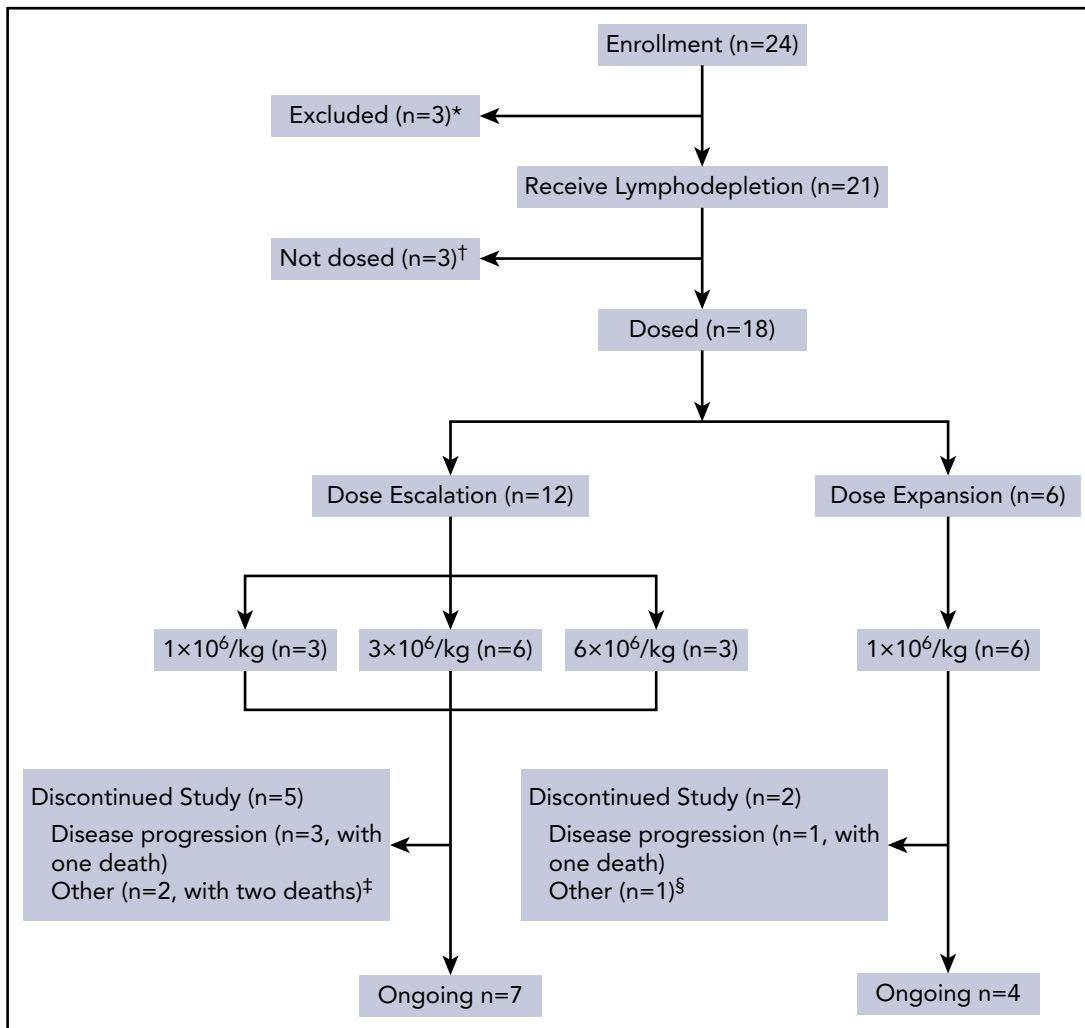 Enrollment (n=24)
Excluded (n=3)*
Receive Lymphodepletion (n=21)
Not dosed (n=3)†
Dosed (n=18)
Dose Escalation (n=12)
Dose Expansion (n=6)
1×10⁶/kg (n=3)
3×10⁶/kg (n=6)
6×10⁶/kg (n=3)
1×10⁶/kg (n=6)
Discontinued Study (n=5)
Disease progression (n=3, with
one death)
Other (n=2, with two deaths)‡
Discontinued Study (n=2)
Disease progression (n=1, with
one death)
Other (n=1)§
Ongoing n=7
Ongoing n=4